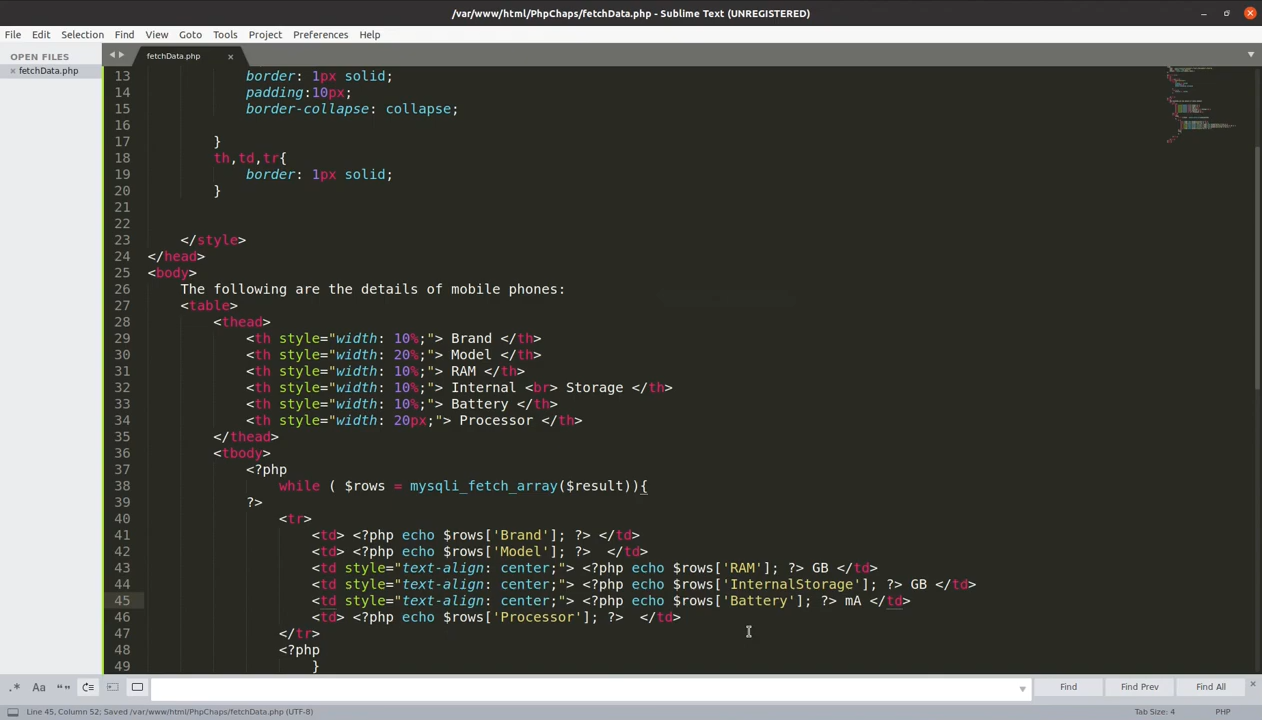 /var/www/html/PhpChaps/fetchData.php - Sublime Text (UNREGISTERED)
File Edit Selection Find View Goto Tools Project Preferences Help
OPEN FILES
fetchData.php
fetchData.php
13 border: 1px solid;
14 padding:10px;
15 border-collapse: collapse;
16
17 }
18 th,td,tr{
19 border: 1px solid;
20 }
21
22
23 </style>
24 </head>
25 <body>
26 The following are the details of mobile phones:
27 <table>
28 <thead>
29 <th style="width: 10%;"> Brand </th>
30 <th style="width: 20%;"> Model </th>
31 <th style="width: 10%;"> RAM </th>
32 <th style="width: 10%;"> Internal <br> Storage </th>
33 <th style="width: 10%;"> Battery </th>
34 <th style="width: 20px;"> Processor </th>
35 </thead>
36 <tbody>
37 <?php
38 while ( $rows = mysqli_fetch_array($result)){
39 ?>
40 <tr>
41 <td> <?php echo $rows['Brand']; ?> </td>
42 <td> <?php echo $rows['Model']; ?>  </td>
43 <td style="text-align: center;"> <?php echo $rows['RAM']; ?> GB </td>
44 <td style="text-align: center;"> <?php echo $rows['InternalStorage']; ?> GB </td>
45 <td style="text-align: center;"> <?php echo $rows['Battery']; ?> mA </td>
46 <td> <?php echo $rows['Processor']; ?>  </td>
47 </tr>
48 <?php
49 }
.* Aa “” Find Find Prev Find All
Line 45, Column 52; Saved /var/www/html/PhpChaps/fetchData.php (UTF-8) Tab Size: 4 PHP